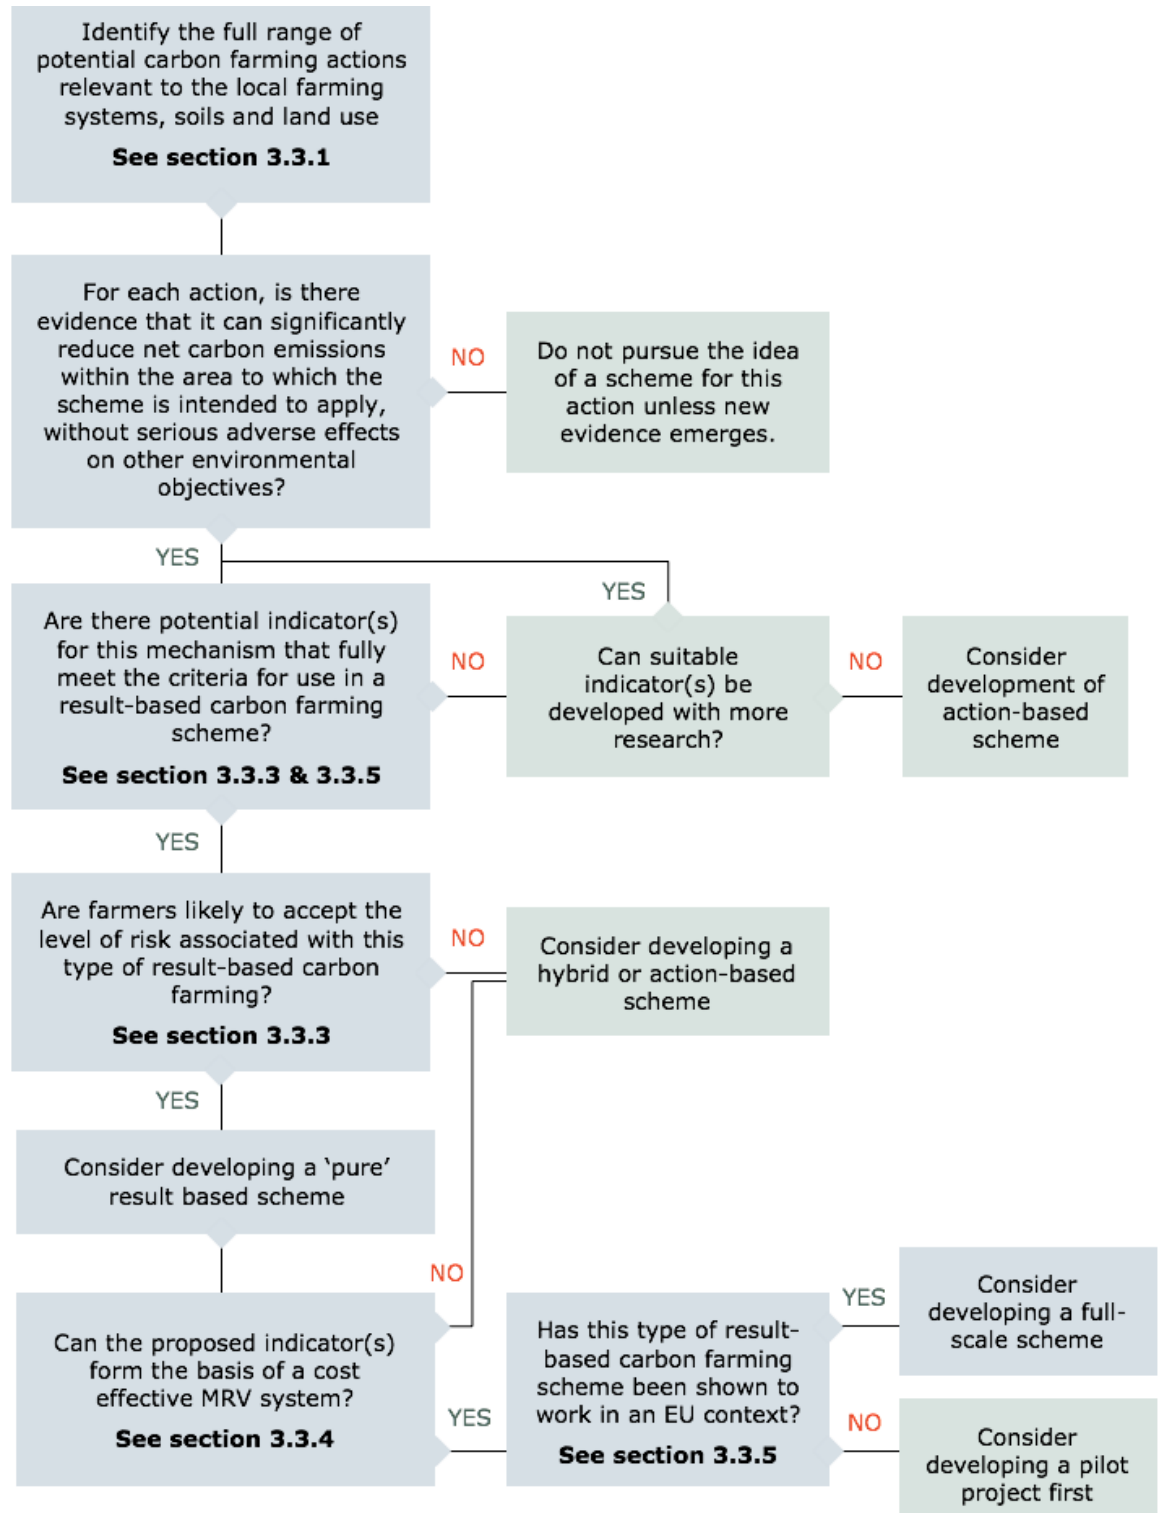 Identify the full range of
potential carbon farming actions
relevant to the local farming
systems, soils and land use
See section 3.3.1
For each action, is there
evidence that it can significantly
reduce net carbon emissions
within the area to which the
scheme is intended to apply,
without serious adverse effects
on other environmental
objectives?
NO
Do not pursue the idea
of a scheme for this
action unless new
evidence emerges.
YES
YES
Are there potential indicator(s)
for this mechanism that fully
meet the criteria for use in a
result-based carbon farming
scheme?
See section 3.3.3 & 3.3.5
NO
Can suitable
indicator(s) be
developed with more
research?
NO
Consider
development of
action-based
scheme
YES
Are farmers likely to accept the
level of risk associated with this
type of result-based carbon
farming?
See section 3.3.3
NO
Consider developing a
hybrid or action-based
scheme
YES
Consider developing a ‘pure’
result based scheme
NO
Can the proposed indicator(s)
form the basis of a cost
effective MRV system?
See section 3.3.4
YES
Has this type of result-
based carbon farming
scheme been shown to
work in an EU context?
See section 3.3.5
YES
Consider
developing a full-
scale scheme
NO
Consider
developing a pilot
project first